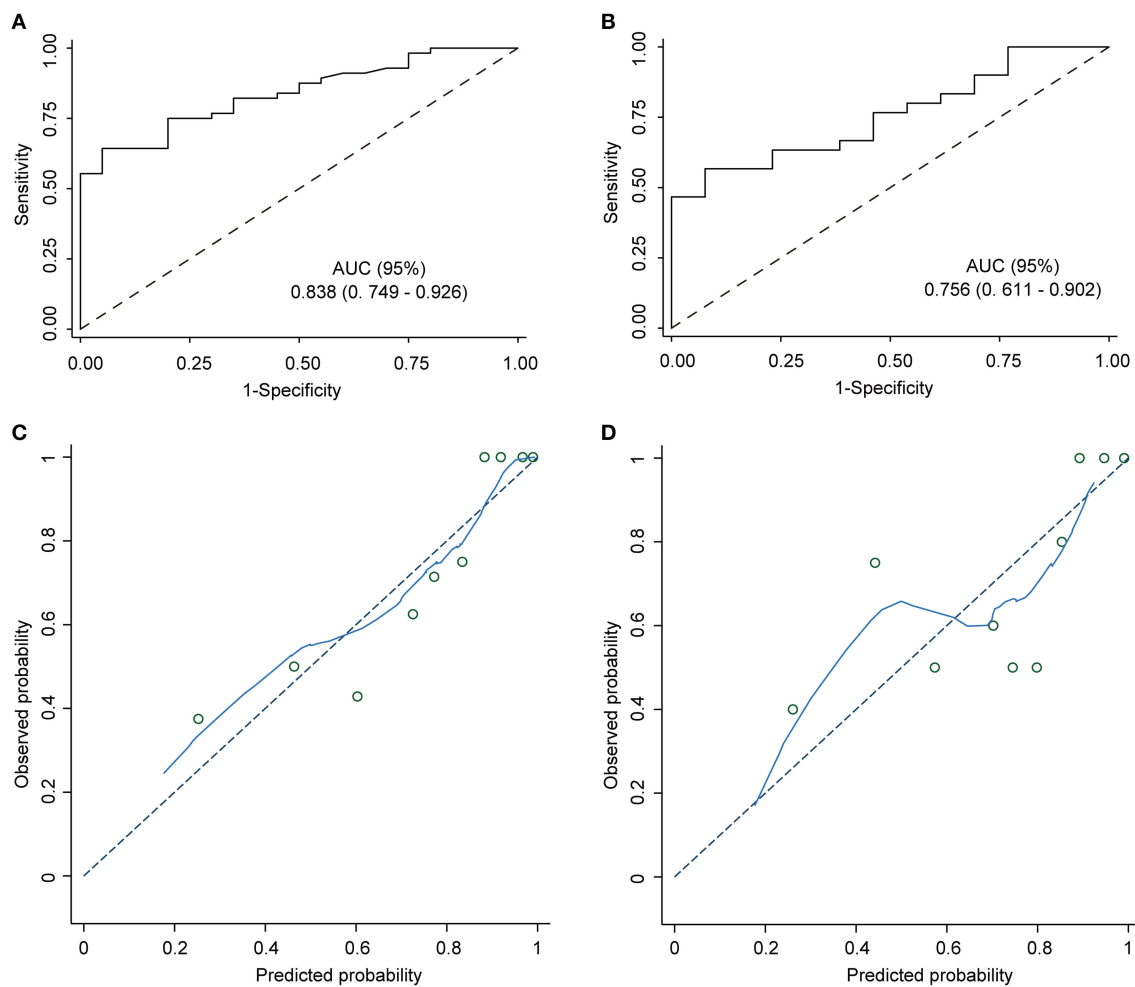 A
1.00
0.75
0.50
0.25
0.00
Sensitivity
AUC (95%)
0.838 (0. 749 - 0.926)
0.00 0.25 0.50 0.75 1.00
1-Specificity
B
1.00
0.75
0.50
0.25
0.00
Sensitivity
AUC (95%)
0.756 (0. 611 - 0.902)
0.00 0.25 0.50 0.75 1.00
1-Specificity
C
1
0.8
0.6
0.4
0.2
0
Observed probability
0 0.2 0.4 0.6 0.8 1
Predicted probability
D
1
0.8
0.6
0.4
0.2
0
Observed probability
0 0.2 0.4 0.6 0.8 1
Predicted probability